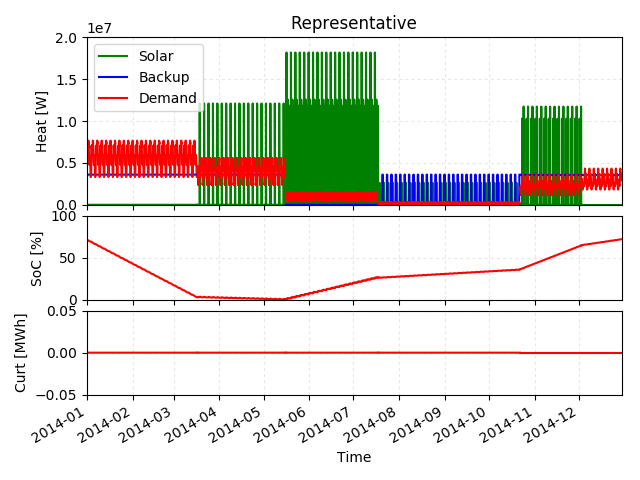 Representative
1e7
2.0
1.5
1.0
0.5
0.0
Heat [W]
Solar
Backup
Demand
100
50
0
SoC [%]
0.05
0.00
−0.05
Curt [MWh]
2014-01
2014-02
2014-03
2014-04
2014-05
2014-06
2014-07
2014-08
2014-09
2014-10
2014-11
2014-12
Time